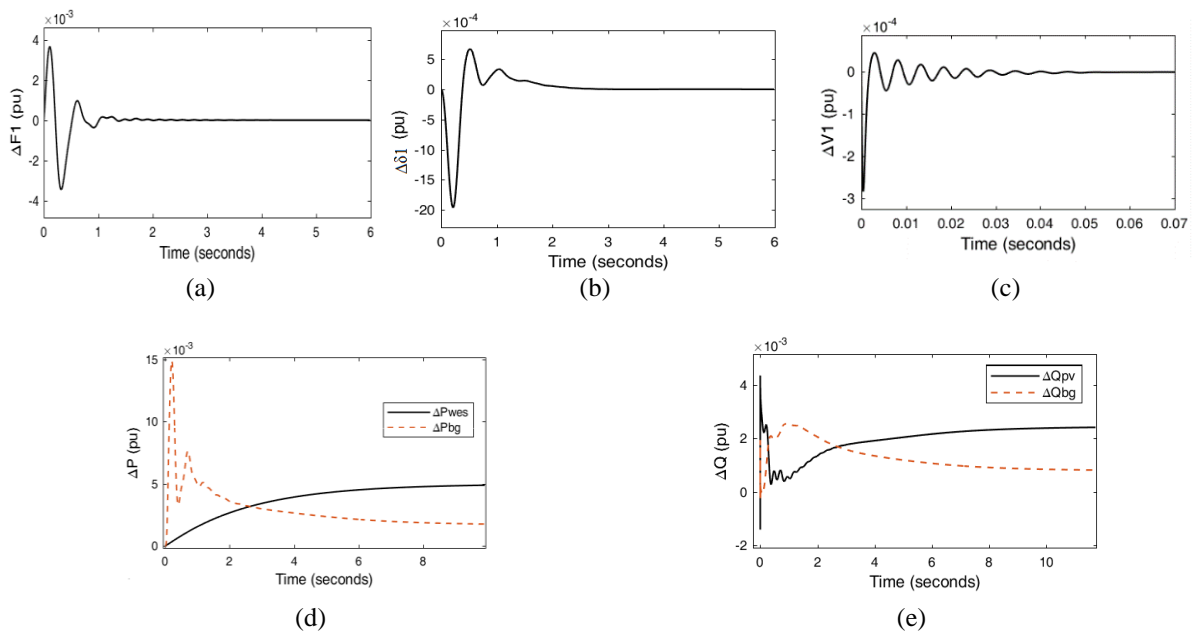 ×10⁻³
4
2
0
-2
-4
ΔF1 (pu)
0 1 2 3 4 5 6
Time (seconds)
(a)
×10⁻⁴
5
0
-5
-10
-15
-20
Δδ1 (pu)
0 1 2 3 4 5 6
Time (seconds)
(b)
×10⁻⁴
0
-1
-2
-3
ΔV1 (pu)
0 0.01 0.02 0.03 0.04 0.05 0.06 0.07
Time (seconds)
(c)
×10⁻³
15
10
5
0
ΔP (pu)
ΔPwes
ΔPbg
0 2 4 6 8
Time (seconds)
(d)
×10⁻³
4
2
0
-2
ΔQ (pu)
ΔQpv
ΔQbg
0 2 4 6 8 10
Time (seconds)
(e)